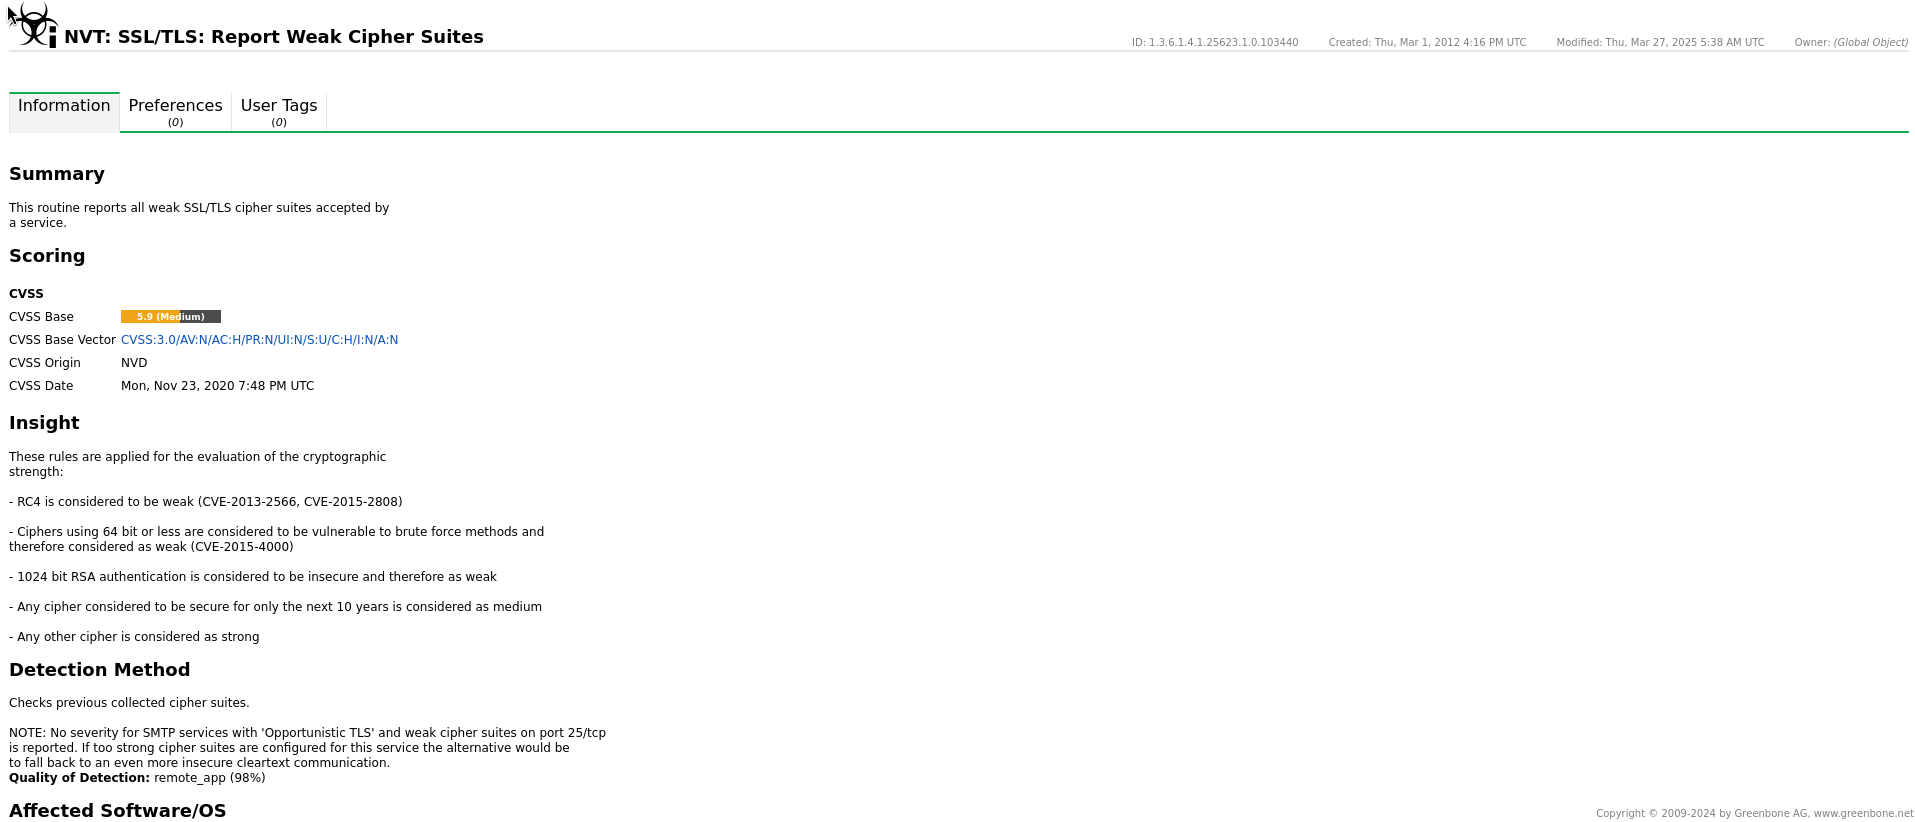 NVT: SSL/TLS: Report Weak Cipher Suites
ID: 1.3.6.1.4.1.25623.1.0.103440 Created: Thu, Mar 1, 2012 4:16 PM UTC Modified: Thu, Mar 27, 2025 5:38 AM UTC Owner: (Global Object)
Information Preferences User Tags
(0) (0)
Summary
This routine reports all weak SSL/TLS cipher suites accepted by
a service.
Scoring
CVSS
CVSS Base 5.9 (Medium)
CVSS Base Vector CVSS:3.0/AV:N/AC:H/PR:N/UI:N/S:U/C:H/I:N/A:N
CVSS Origin NVD
CVSS Date Mon, Nov 23, 2020 7:48 PM UTC
Insight
These rules are applied for the evaluation of the cryptographic
strength:
- RC4 is considered to be weak (CVE-2013-2566, CVE-2015-2808)
- Ciphers using 64 bit or less are considered to be vulnerable to brute force methods and
therefore considered as weak (CVE-2015-4000)
- 1024 bit RSA authentication is considered to be insecure and therefore as weak
- Any cipher considered to be secure for only the next 10 years is considered as medium
- Any other cipher is considered as strong
Detection Method
Checks previous collected cipher suites.
NOTE: No severity for SMTP services with 'Opportunistic TLS' and weak cipher suites on port 25/tcp
is reported. If too strong cipher suites are configured for this service the alternative would be
to fall back to an even more insecure cleartext communication.
Quality of Detection: remote_app (98%)
Affected Software/OS
Copyright © 2009-2024 by Greenbone AG, www.greenbone.net